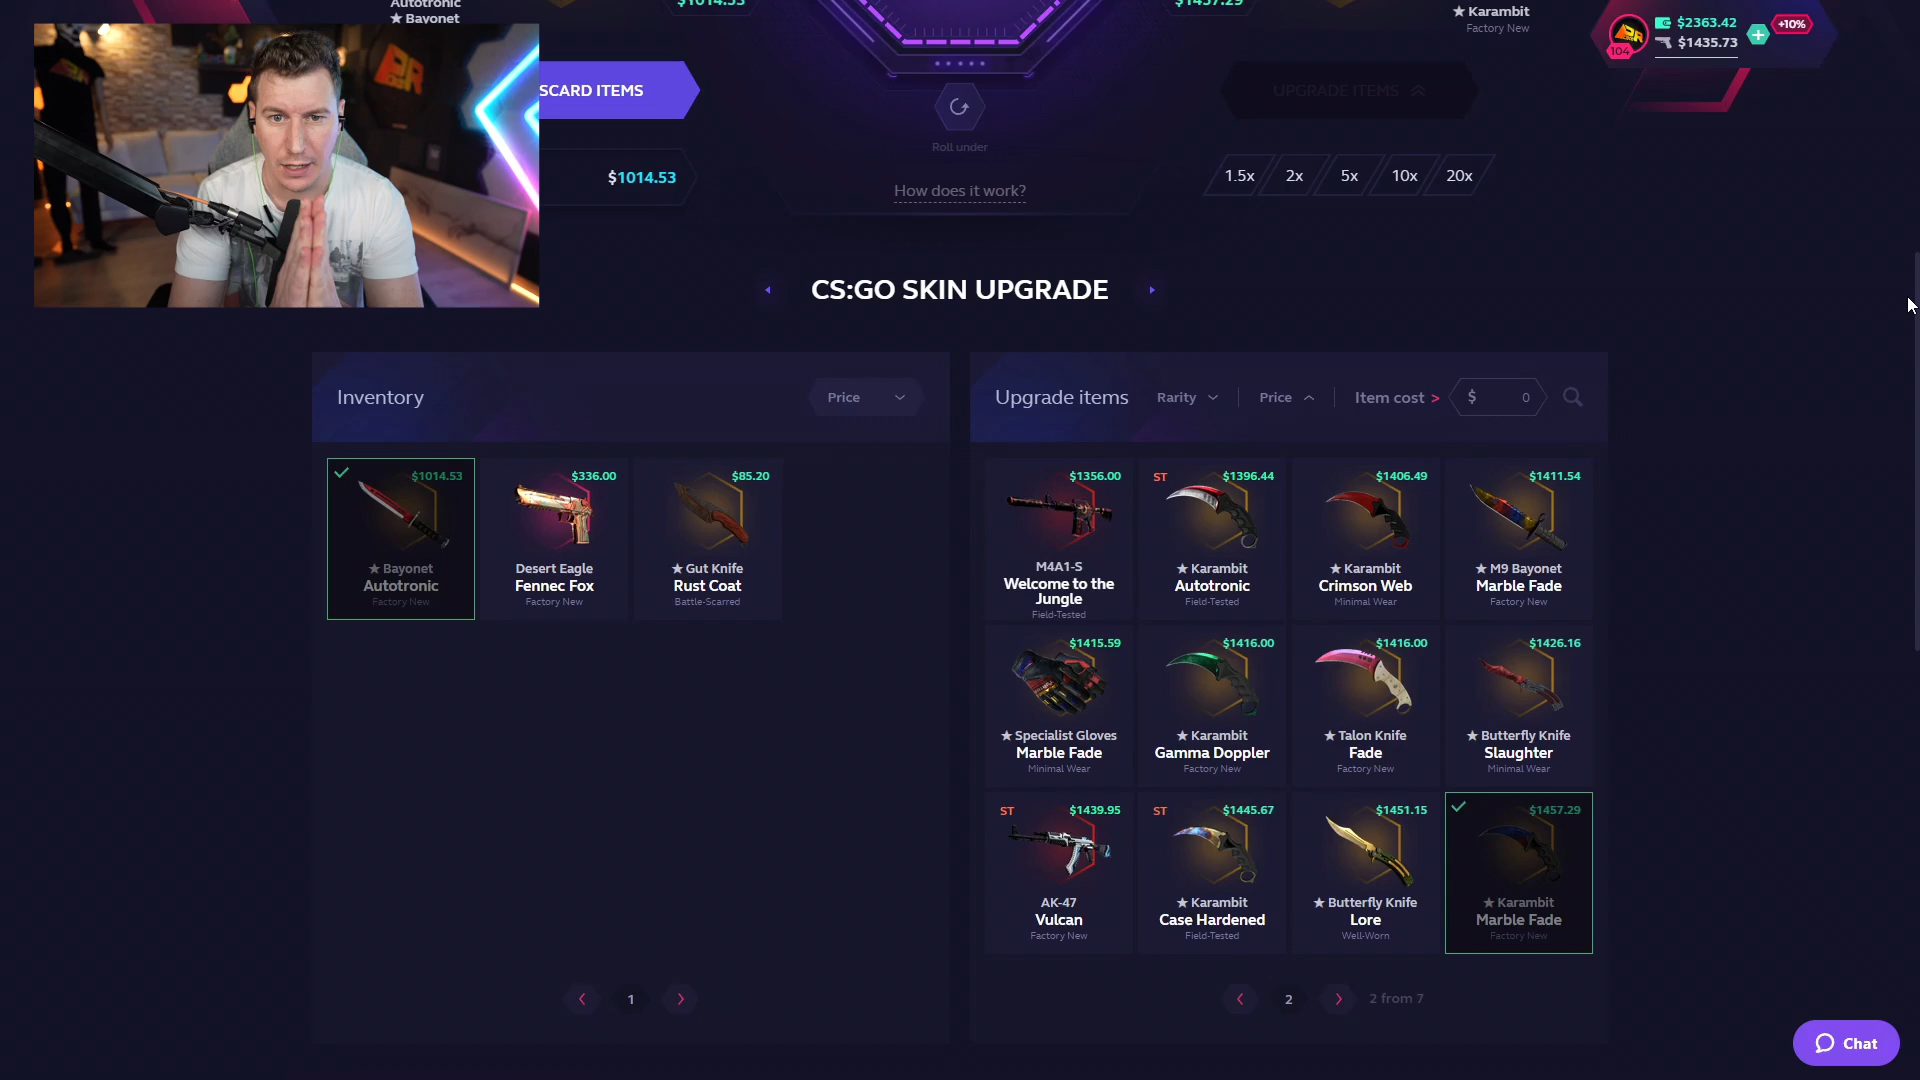 Autotronic
★ Bayonet
$1014.53
$1457.29
★ Karambit
Factory New
$2363.42
$1435.73
+10%
104
SCARD ITEMS
UPGRADE ITEMS
Roll under
$1014.53
How does it work?
1.5x
2x
5x
10x
20x
CS:GO SKIN UPGRADE
Inventory
Price
Upgrade items
Rarity
Price
Item cost >
$ 0
$1014.53
★ Bayonet
Autotronic
Factory New
$336.00
Desert Eagle
Fennec Fox
Factory New
$85.20
★ Gut Knife
Rust Coat
Battle-Scarred
$1356.00
M4A1-S
Welcome to the
Jungle
Field-Tested
ST $1396.44
★ Karambit
Autotronic
Field-Tested
$1406.49
★ Karambit
Crimson Web
Minimal Wear
$1411.54
★ M9 Bayonet
Marble Fade
Factory New
$1415.59
★ Specialist Gloves
Marble Fade
Minimal Wear
$1416.00
★ Karambit
Gamma Doppler
Factory New
$1416.00
★ Talon Knife
Fade
Factory New
$1426.16
★ Butterfly Knife
Slaughter
Minimal Wear
ST $1439.95
AK-47
Vulcan
Factory New
ST $1445.67
★ Karambit
Case Hardened
Field-Tested
$1451.15
★ Butterfly Knife
Lore
Well-Worn
$1457.29
★ Karambit
Marble Fade
Factory New
1
2
2 from 7
Chat